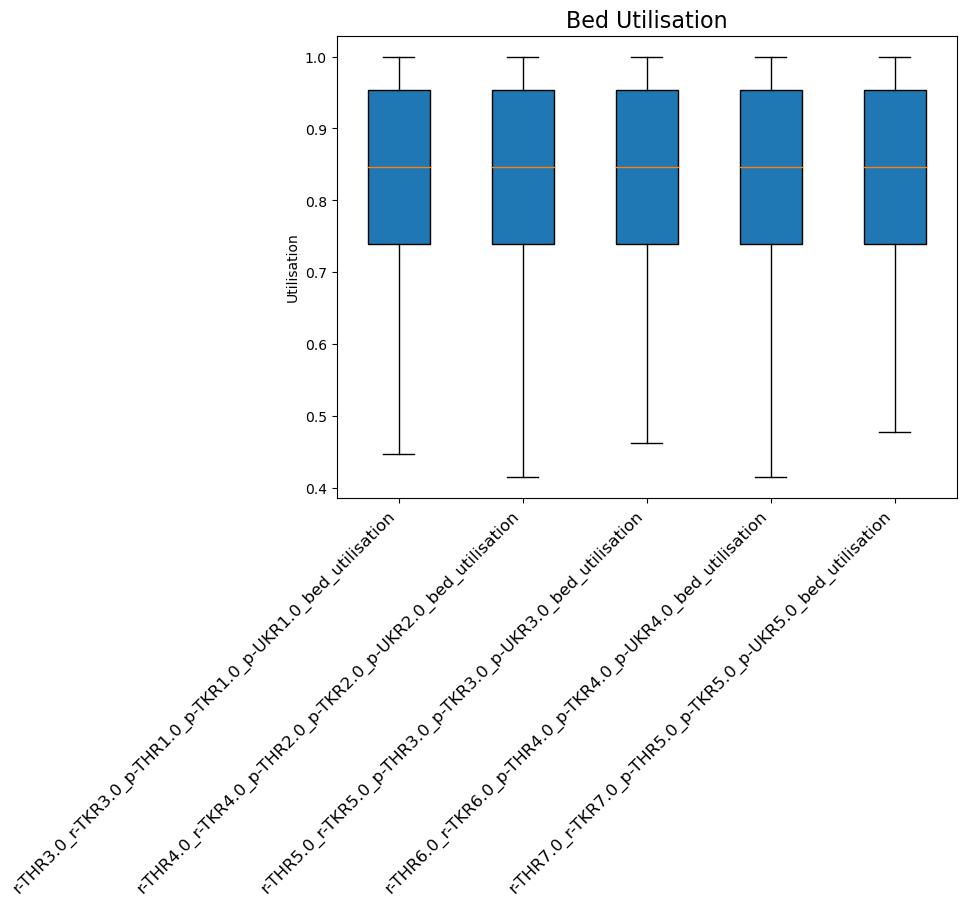 Bed Utilisation
Utilisation
1.0
0.9
0.8
0.7
0.6
0.5
0.4
r-THR3.0_r-TKR3.0_p-THR1.0_p-TKR1.0_p-UKR1.0_bed_utilisation
r-THR4.0_r-TKR4.0_p-THR2.0_p-TKR2.0_p-UKR2.0_bed_utilisation
r-THR5.0_r-TKR5.0_p-THR3.0_p-TKR3.0_p-UKR3.0_bed_utilisation
r-THR6.0_r-TKR6.0_p-THR4.0_p-TKR4.0_p-UKR4.0_bed_utilisation
r-THR7.0_r-TKR7.0_p-THR5.0_p-TKR5.0_p-UKR5.0_bed_utilisation